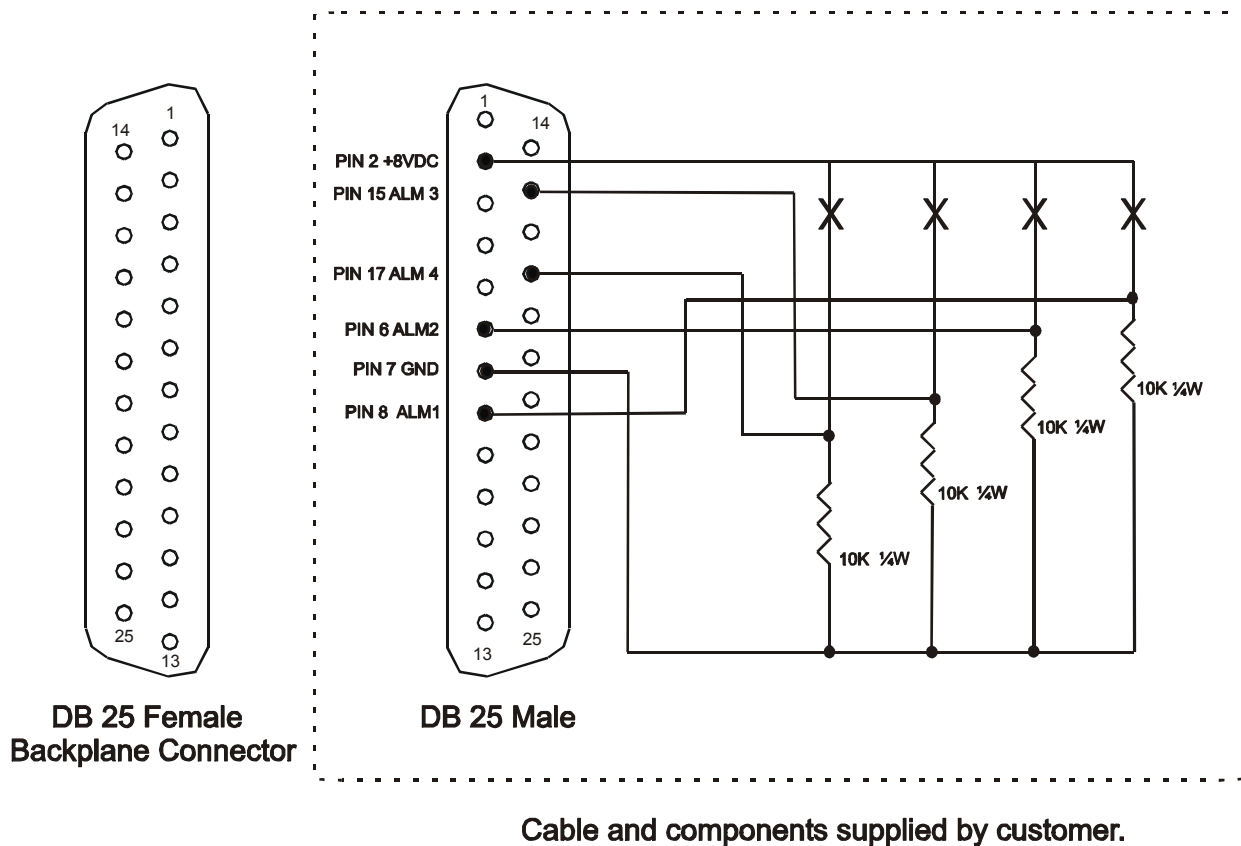 14
1
25
13
DB 25 Female
Backplane Connector
1
14
PIN 2 +8VDC
PIN 15 ALM 3
PIN 17 ALM 4
PIN 6 ALM2
PIN 7 GND
PIN 8 ALM1
13
25
DB 25 Male
X X X X
10K ¼W
10K ¼W
10K ¼W
10K ¼W
Cable and components supplied by customer.